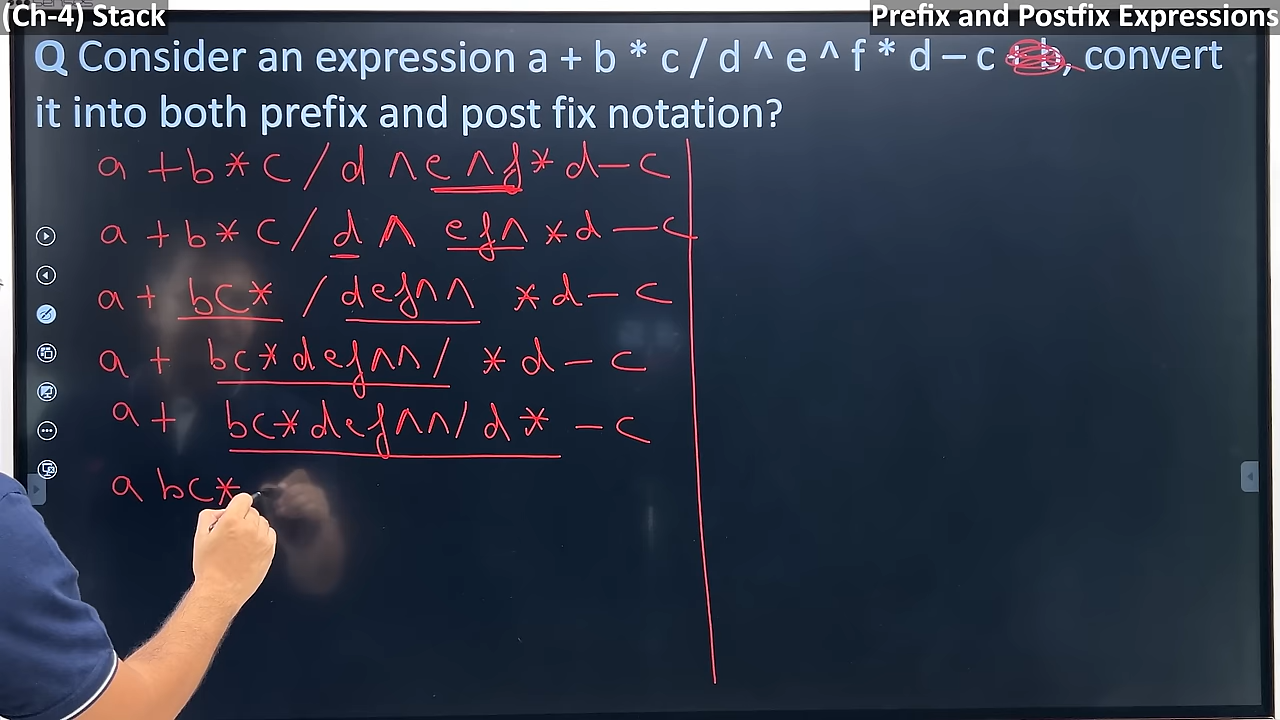 (Ch-4) Stack
Prefix and Postfix Expressions
Q Consider an expression a + b * c / d ^ e ^ f * d – c + b, convert
it into both prefix and post fix notation?
a + b * c / d ^ e ^ f * d – c
a + b * c / d ^ e f ^ * d – c
a + b c * / d e f ^ ^ * d – c
a + b c * d e f ^ ^ / * d – c
a + b c * d e f ^ ^ / d * – c
a b c *